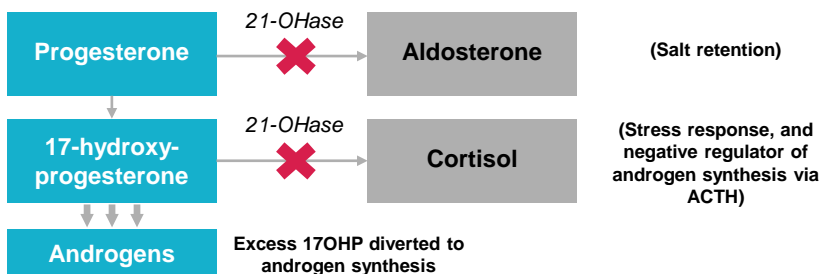 21-OHase
Progesterone
Aldosterone
(Salt retention)
21-OHase
17-hydroxy-
progesterone
Cortisol
(Stress response, and
negative regulator of
androgen synthesis via
ACTH)
Androgens
Excess 17OHP diverted to
androgen synthesis